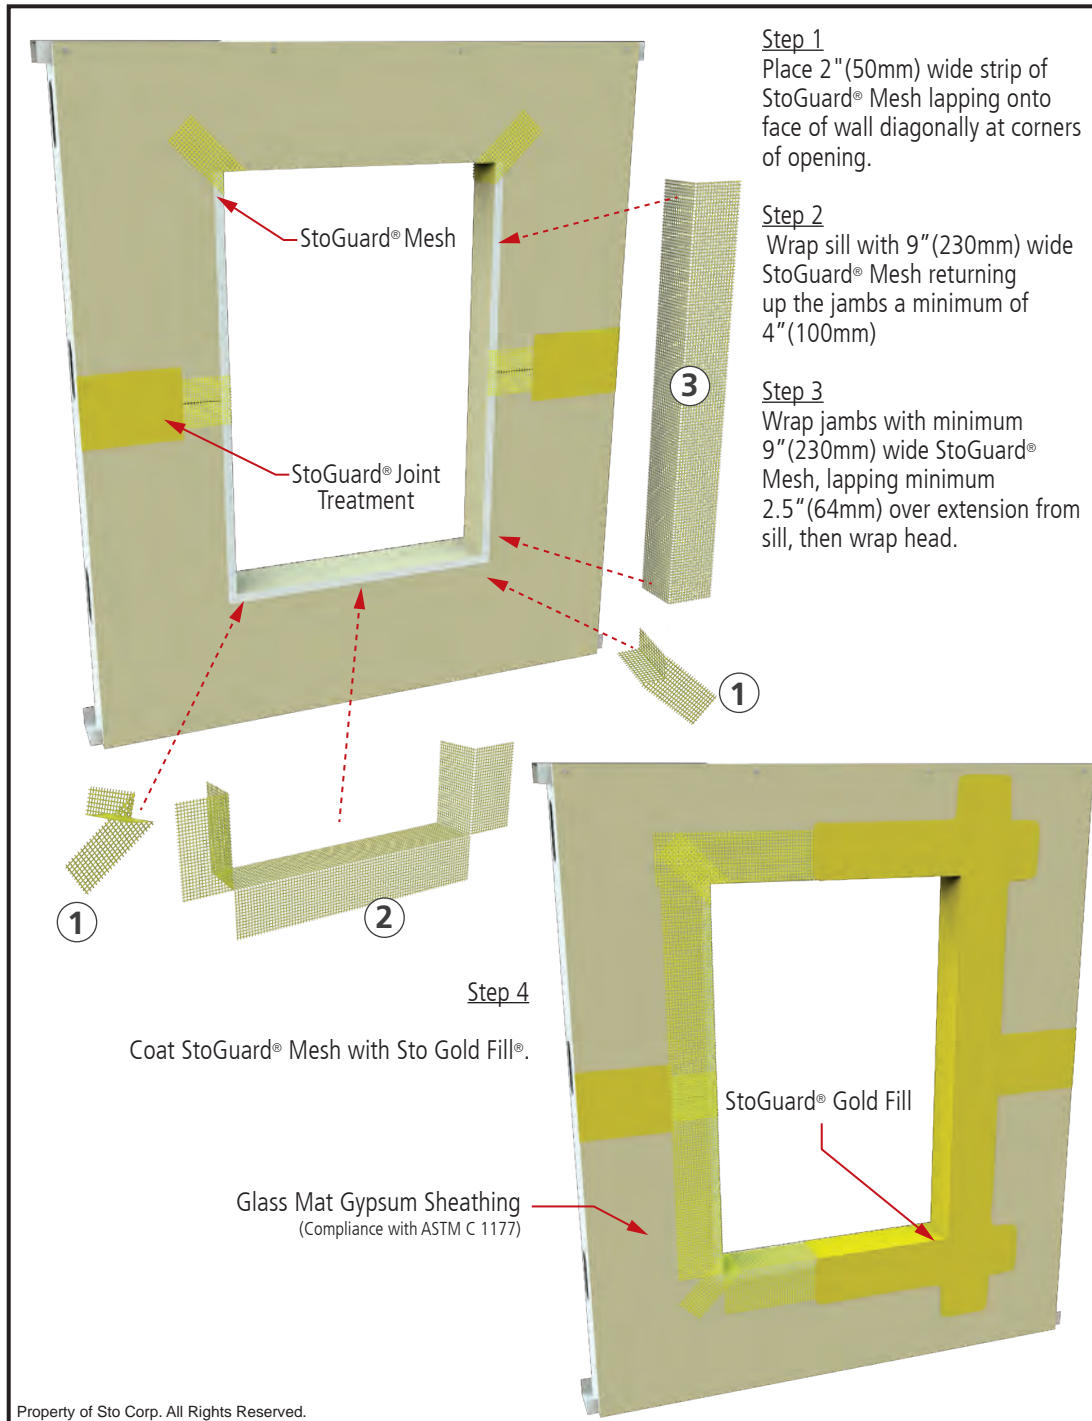 Step 1
Place 2"(50mm) wide strip of
StoGuard® Mesh lapping onto
face of wall diagonally at corners
of opening.
Step 2
Wrap sill with 9”(230mm) wide
StoGuard® Mesh returning
up the jambs a minimum of
4”(100mm)
Step 3
Wrap jambs with minimum
9”(230mm) wide StoGuard®
Mesh, lapping minimum
2.5“(64mm) over extension from
sill, then wrap head.
StoGuard® Mesh
StoGuard® Joint
Treatment
3
1
1
2
Step 4
Coat StoGuard® Mesh with Sto Gold Fill®.
StoGuard® Gold Fill
Glass Mat Gypsum Sheathing
(Compliance with ASTM C 1177)
Property of Sto Corp. All Rights Reserved.